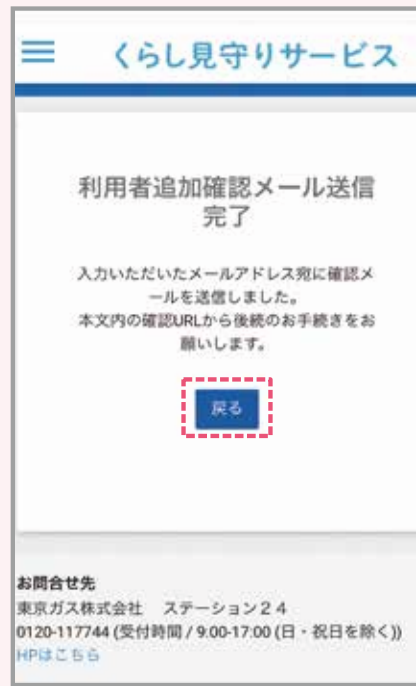 くらし見守りサービス
利用者追加確認メール送信
完了
入力いただいたメールアドレス宛に確認メ
ールを送信しました。
本文内の確認URLから後続のお手続きをお
願いします。
戻る
お問合せ先
東京ガス株式会社　ステーション24
0120-117744 (受付時間 / 9:00-17:00 (日・祝日を除く))
HPはこちら